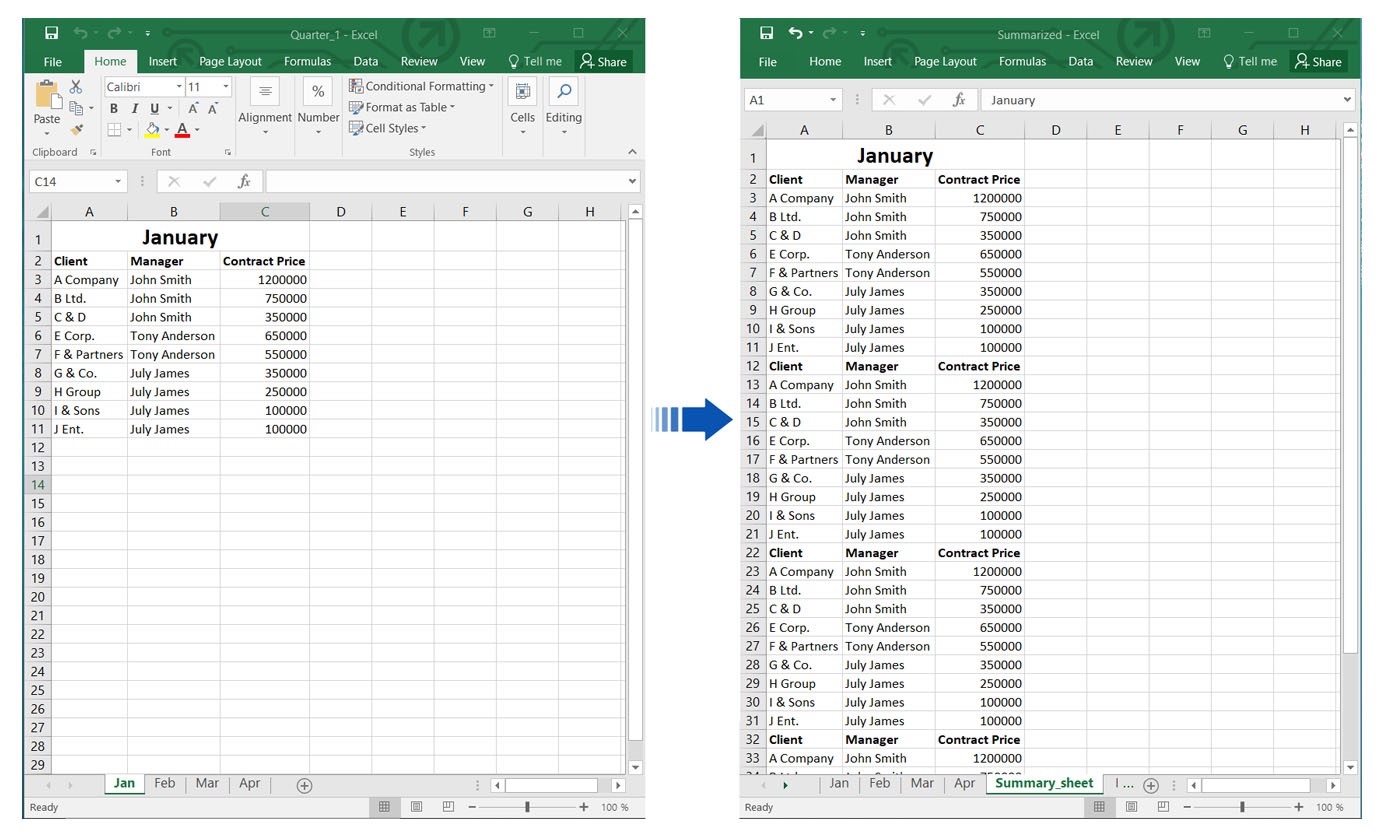 Quarter_1 - Excel
File Home Insert Page Layout Formulas Data Review View Tell me Share
Calibri 11
Paste
B I U A A
A
Alignment Number
%
Conditional Formatting
Format as Table
Cell Styles
Cells Editing
Clipboard Font Styles
C14 fx
A B C D E F G H
1 January
2 Client Manager Contract Price
3 A Company John Smith 1200000
4 B Ltd. John Smith 750000
5 C & D John Smith 350000
6 E Corp. Tony Anderson 650000
7 F & Partners Tony Anderson 550000
8 G & Co. July James 350000
9 H Group July James 250000
10 I & Sons July James 100000
11 J Ent. July James 100000
12
13
14
15
16
17
18
19
20
21
22
23
24
25
26
27
28
29
Jan Feb Mar Apr
Ready 100 %
Summarized - Excel
File Home Insert Page Layout Formulas Data Review View Tell me Share
A1 fx January
A B C D E F G H
1 January
2 Client Manager Contract Price
3 A Company John Smith 1200000
4 B Ltd. John Smith 750000
5 C & D John Smith 350000
6 E Corp. Tony Anderson 650000
7 F & Partners Tony Anderson 550000
8 G & Co. July James 350000
9 H Group July James 250000
10 I & Sons July James 100000
11 J Ent. July James 100000
12 Client Manager Contract Price
13 A Company John Smith 1200000
14 B Ltd. John Smith 750000
15 C & D John Smith 350000
16 E Corp. Tony Anderson 650000
17 F & Partners Tony Anderson 550000
18 G & Co. July James 350000
19 H Group July James 250000
20 I & Sons July James 100000
21 J Ent. July James 100000
22 Client Manager Contract Price
23 A Company John Smith 1200000
24 B Ltd. John Smith 750000
25 C & D John Smith 350000
26 E Corp. Tony Anderson 650000
27 F & Partners Tony Anderson 550000
28 G & Co. July James 350000
29 H Group July James 250000
30 I & Sons July James 100000
31 J Ent. July James 100000
32 Client Manager Contract Price
33 A Company John Smith 1200000
Jan Feb Mar Apr Summary_sheet
Ready 100 %